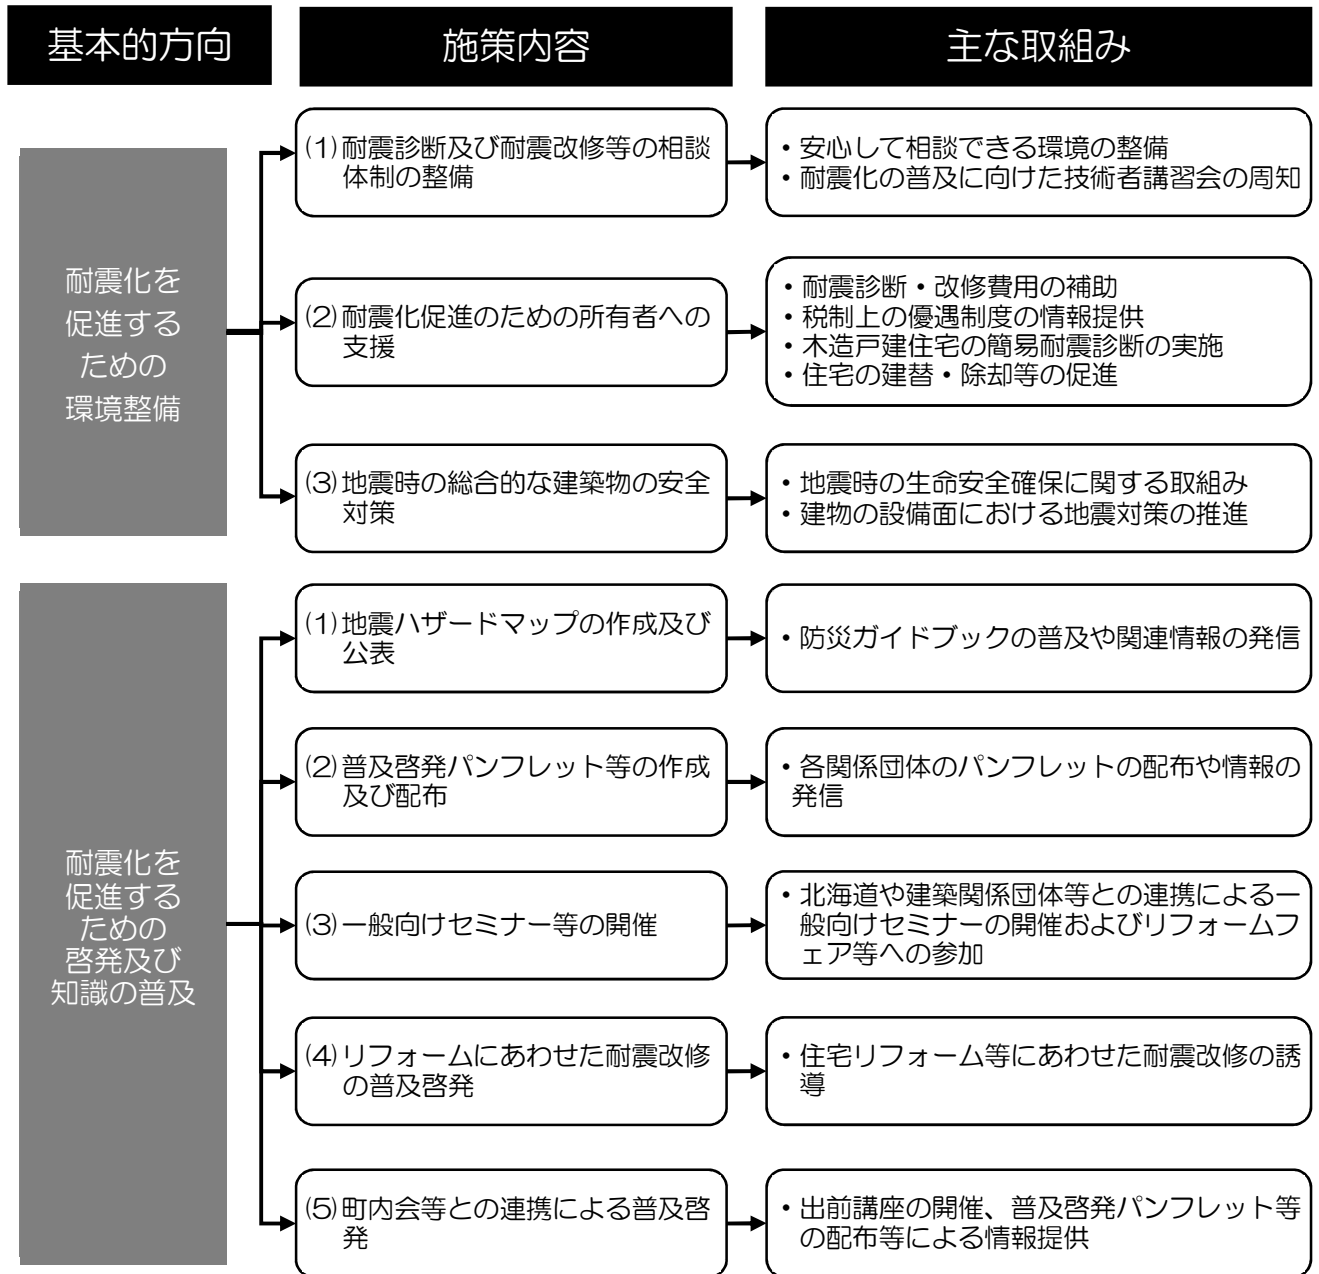 基本的方向
施策内容
主な取組み
耐震化を
促進する
ための
環境整備
(1)耐震診断及び耐震改修等の相談
体制の整備
・安心して相談できる環境の整備
・耐震化の普及に向けた技術者講習会の周知
(2)耐震化促進のための所有者への
支援
・耐震診断・改修費用の補助
・税制上の優遇制度の情報提供
・木造戸建住宅の簡易耐震診断の実施
・住宅の建替・除却等の促進
(3)地震時の総合的な建築物の安全
対策
・地震時の生命安全確保に関する取組み
・建物の設備面における地震対策の推進
耐震化を
促進する
ための
啓発及び
知識の普及
(1)地震ハザードマップの作成及び
公表
・防災ガイドブックの普及や関連情報の発信
(2)普及啓発パンフレット等の作成
及び配布
・各関係団体のパンフレットの配布や情報の
発信
(3)一般向けセミナー等の開催
・北海道や建築関係団体等との連携による一
般向けセミナーの開催およびリフォームフ
ェア等への参加
(4)リフォームにあわせた耐震改修
の普及啓発
・住宅リフォーム等にあわせた耐震改修の誘
導
(5)町内会等との連携による普及啓
発
・出前講座の開催、普及啓発パンフレット等
の配布等による情報提供